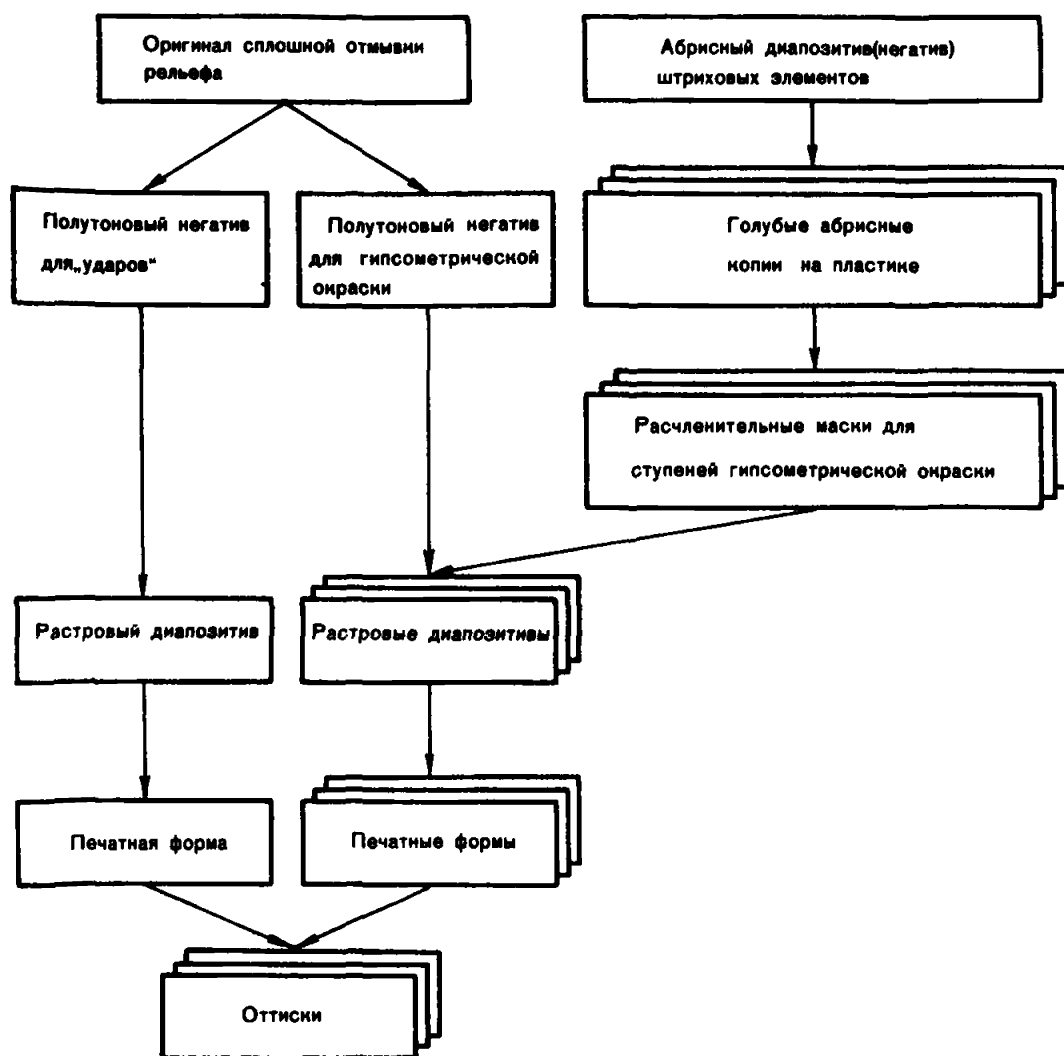 Оригинал сплошной отмывки
рельефа
Абрисный диапозитив(негатив)
штриховых элементов
Полутоновый негатив
для„ударов“
Полутоновый негатив
для гипсометрической
окраски
Голубые абрисные
копии на пластике
Расчленительные маски для
ступеней гипсометрической окраски
Растровый диапозитив
Растровые диапозитивы
Печатная форма
Печатные формы
Оттиски